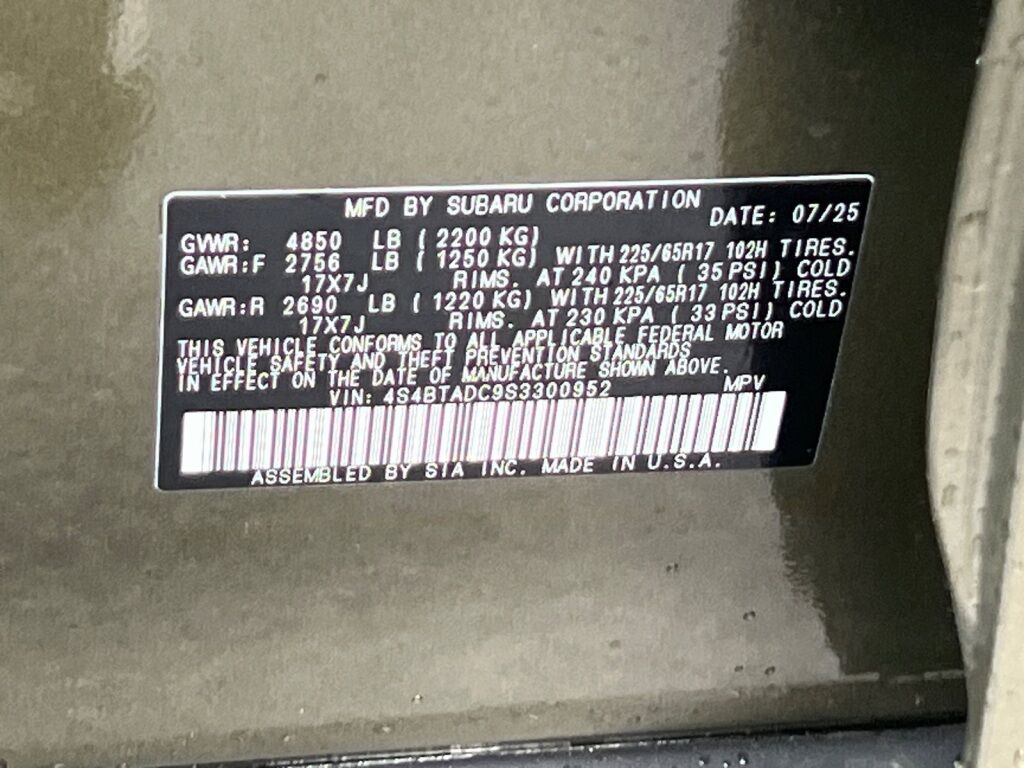 MFD BY SUBARU CORPORATION DATE: 07/25
GVWR: 4850 LB ( 2200 KG)
GAWR:F 2756 LB ( 1250 KG) WITH 225/65R17 102H TIRES.
17X7J RIMS. AT 240 KPA ( 35 PSI) COLD
GAWR:R 2690 LB ( 1220 KG) WITH 225/65R17 102H TIRES.
17X7J RIMS. AT 230 KPA ( 33 PSI) COLD
THIS VEHICLE CONFORMS TO ALL APPLICABLE FEDERAL MOTOR
VEHICLE SAFETY AND THEFT PREVENTION STANDARDS
IN EFFECT ON THE DATE OF MANUFACTURE SHOWN ABOVE.
VIN: 4S4BTADC9S3300952 MPV
ASSEMBLED BY SIA INC. MADE IN U.S.A.